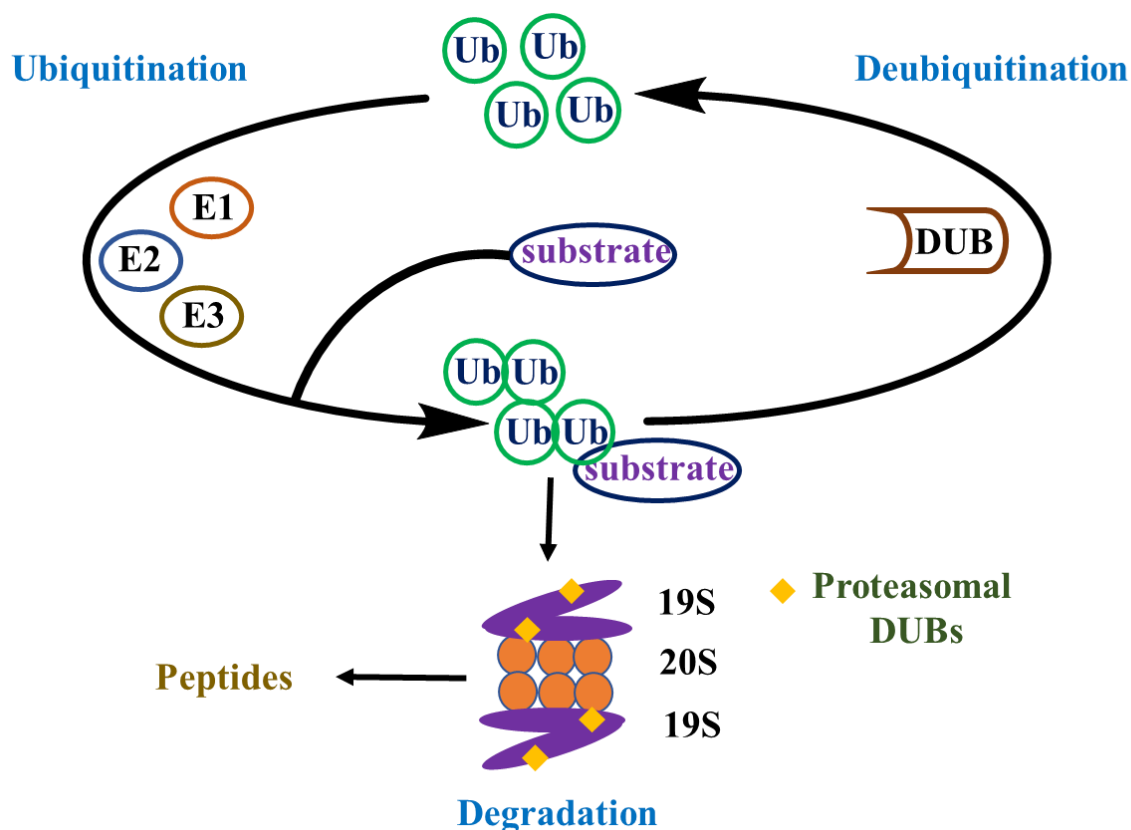 Ubiquitination
Ub
Ub
Ub
Ub
Deubiquitination
E1
E2
E3
substrate
DUB
Ub
Ub
Ub
Ub
substrate
19S
20S
19S
Proteasomal
DUBs
Peptides
Degradation